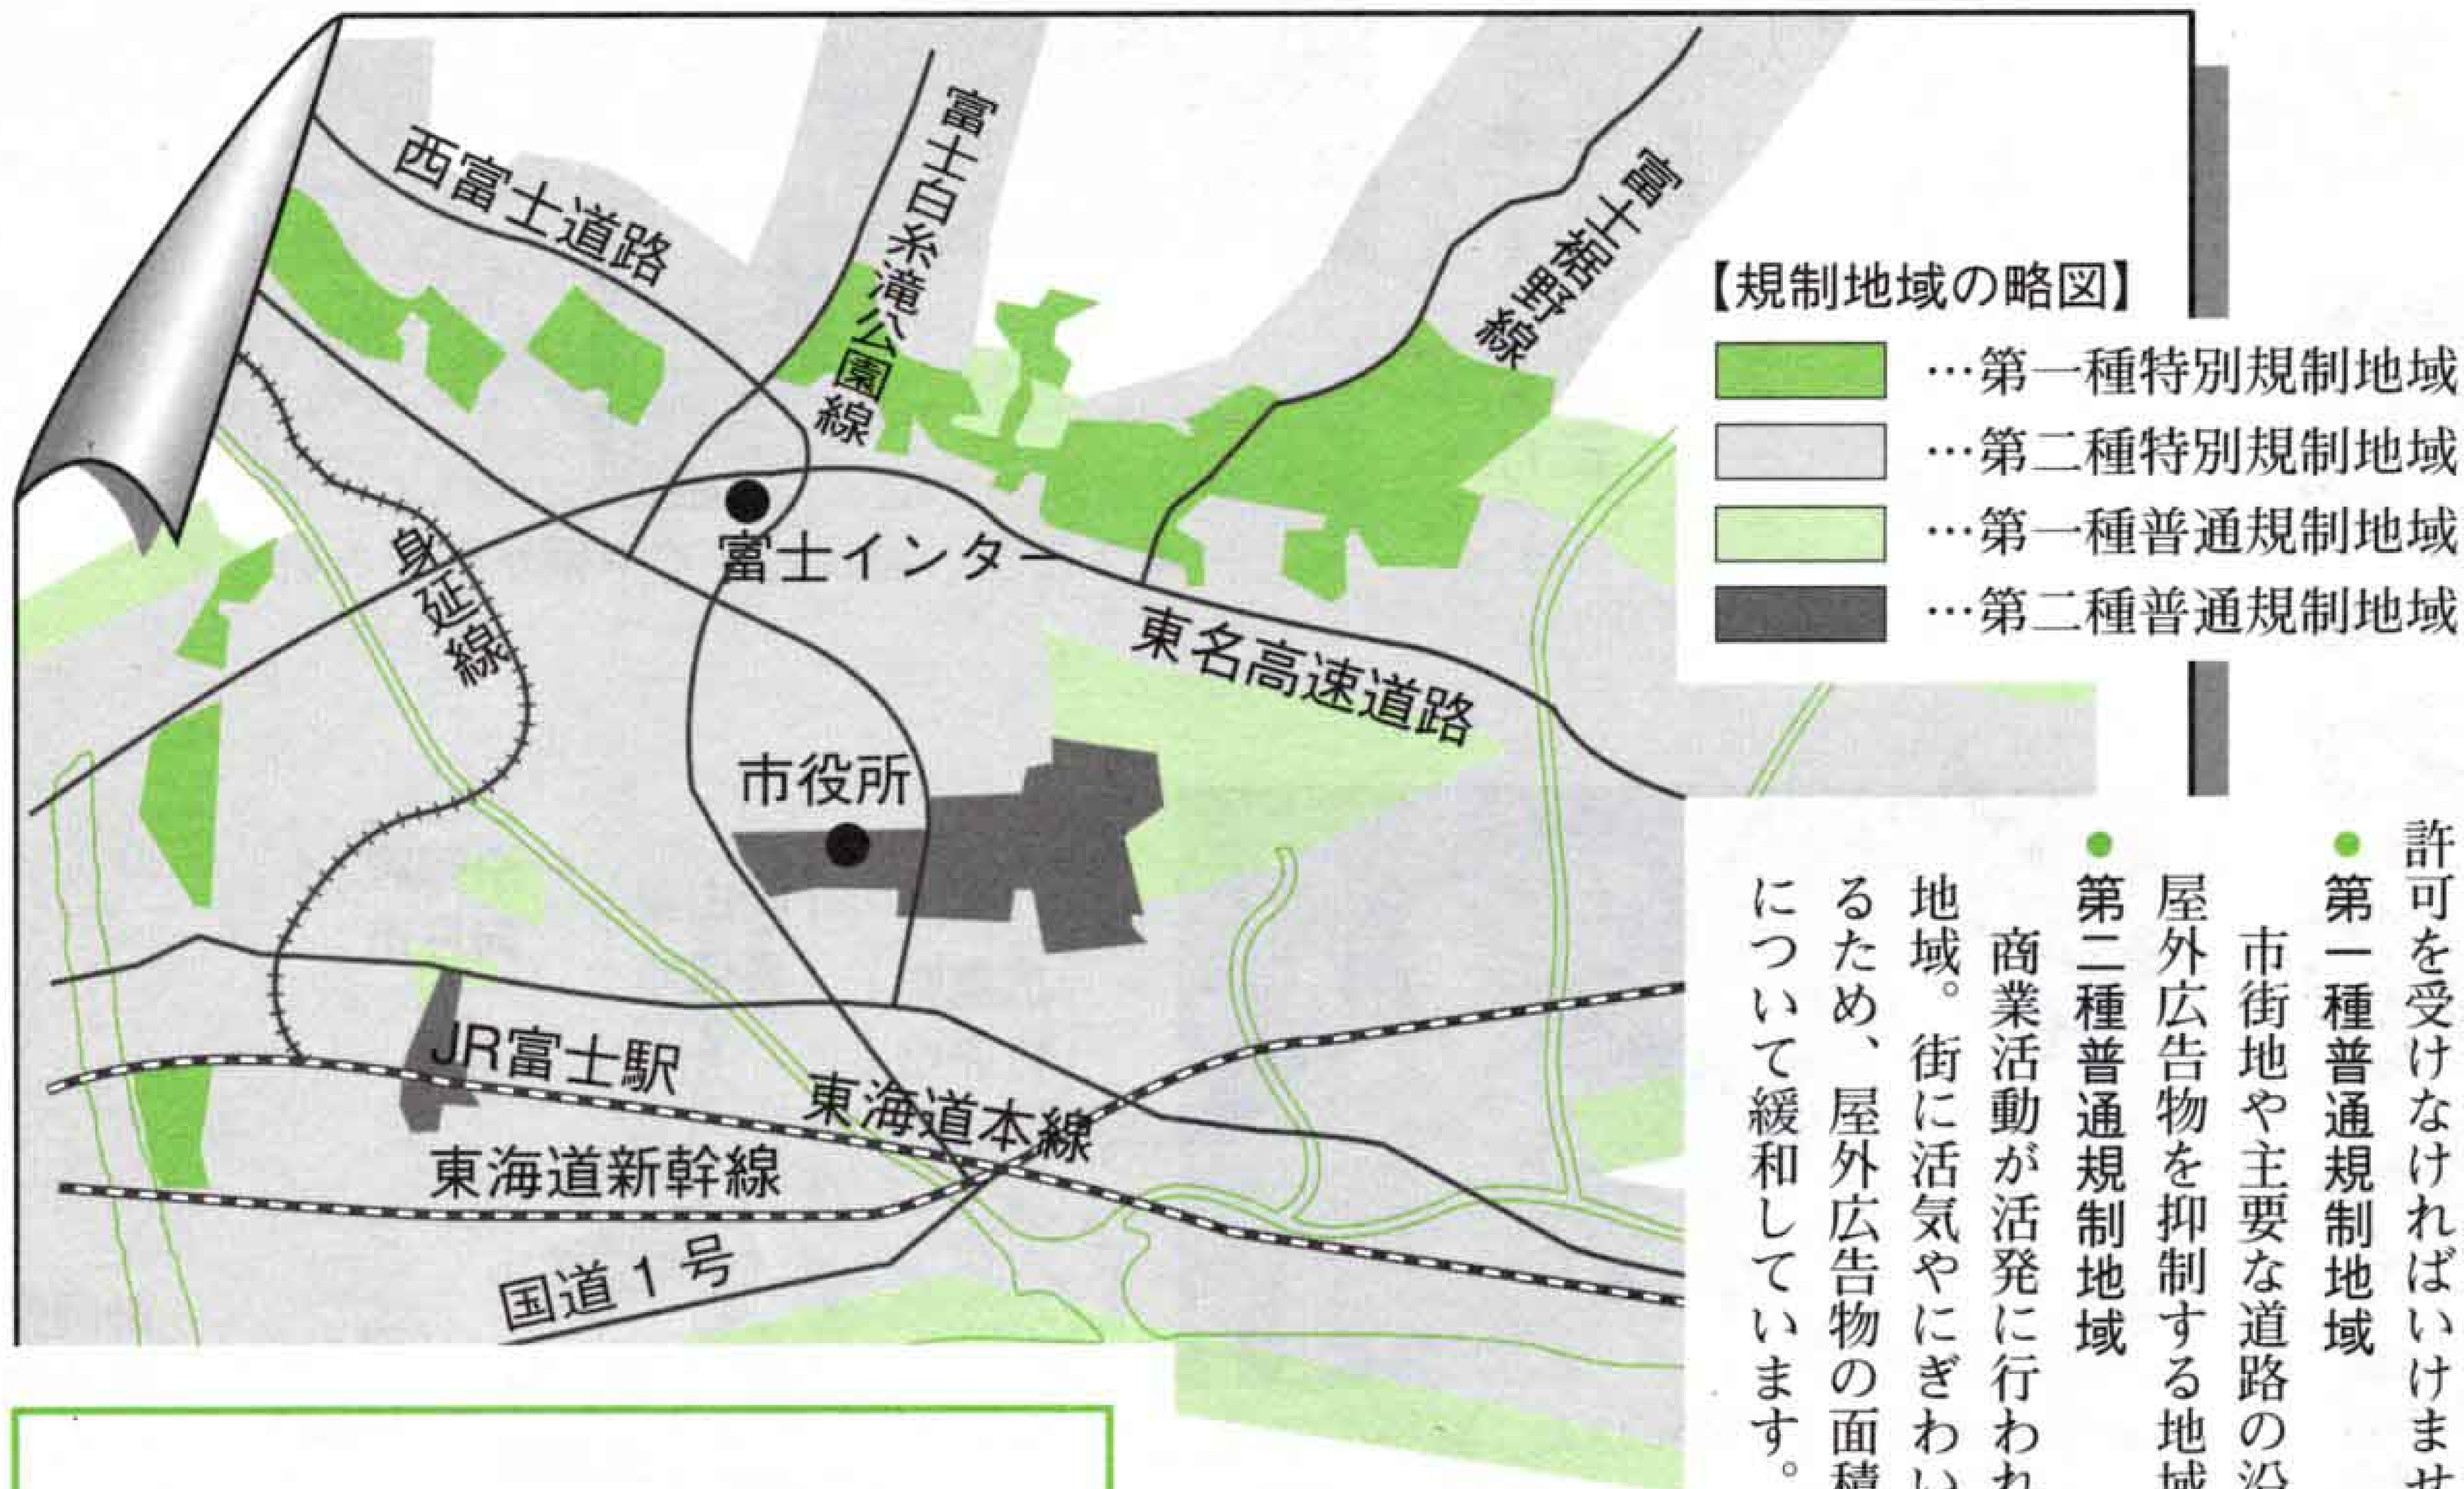 西富士道路
富士白糸滝公園線
富士裾野線
【規制地域の略図】
…第一種特別規制地域
…第二種特別規制地域
…第一種普通規制地域
…第二種普通規制地域
富士インター
身延線
東名高速道路
市役所
JR富士駅
東海道本線
東海道新幹線
国道1号
許可を受けなければいけませ
●第一種普通規制地域
市街地や主要な道路の沿
屋外広告物を抑制する地域
●第二種普通規制地域
商業活動が活発に行われ
地域。街に活気やにぎわい
るため、屋外広告物の面積
について緩和しています。